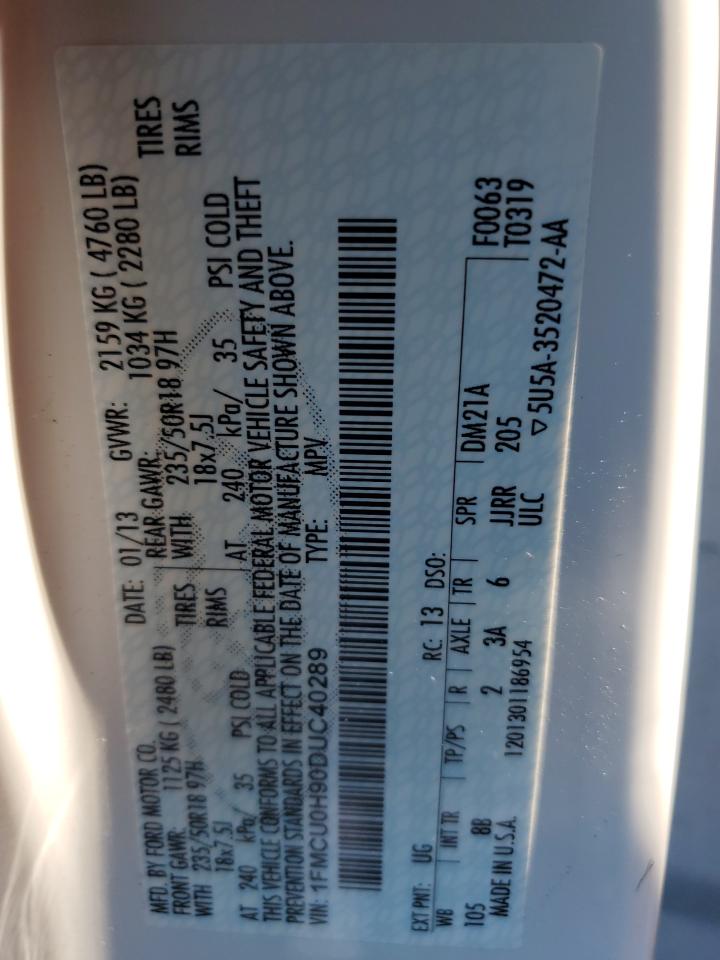 MFD. BY FORD MOTOR CO.
DATE: 01/13 GVWR: 2159 KG ( 4760 LB)
FRONT GAWR: 1125 KG ( 2480 LB) REAR GAWR: 1034 KG ( 2280 LB)
WITH 235/50R18 97H TIRES WITH 235/50R18 97H TIRES
18x7.5J RIMS 18x7.5J RIMS
AT 240 kPa/ 35 PSI COLD AT 240 kPa/ 35 PSI COLD
THIS VEHICLE CONFORMS TO ALL APPLICABLE FEDERAL MOTOR VEHICLE SAFETY AND THEFT
PREVENTION STANDARDS IN EFFECT ON THE DATE OF MANUFACTURE SHOWN ABOVE.
VIN: 1FMCU0H90DUC40289 TYPE: MPV
EXT PNT: UG RC: 13 DSO: F0063
WB INT TR TP/PS R AXLE TR SPR DM21A T0319
105 8B 2 3A 6 JJRR 205
MADE IN U.S.A. 1201301186954 ULC ▽5U5A-3520472-AA